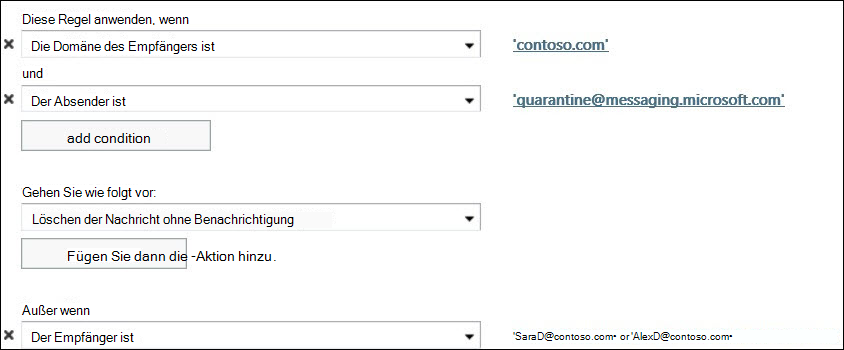 Diese Regel anwenden, wenn
Die Domäne des Empfängers ist 'contoso.com'
und
Der Absender ist 'quarantine@messaging.microsoft.com'
add condition
Gehen Sie wie folgt vor:
Löschen der Nachricht ohne Benachrichtigung
Fügen Sie dann die -Aktion hinzu.
Außer wenn
Der Empfänger ist 'SaraD@contoso.com• or 'AlexD@contoso.com•